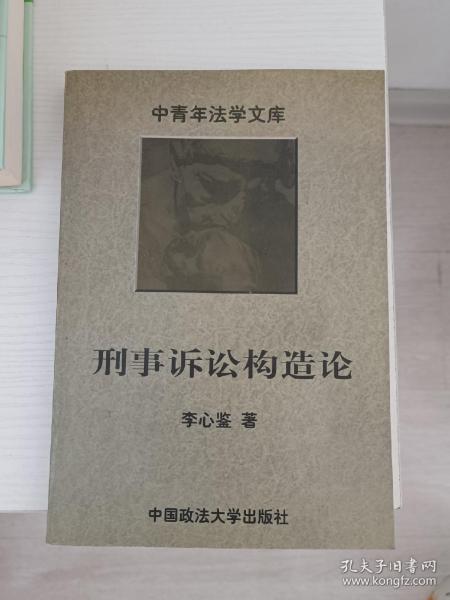 中青年法学文库
刑事诉讼构造论
李心鉴 著
中国政法大学出版社
孔夫子旧书网
www.kongfz.com